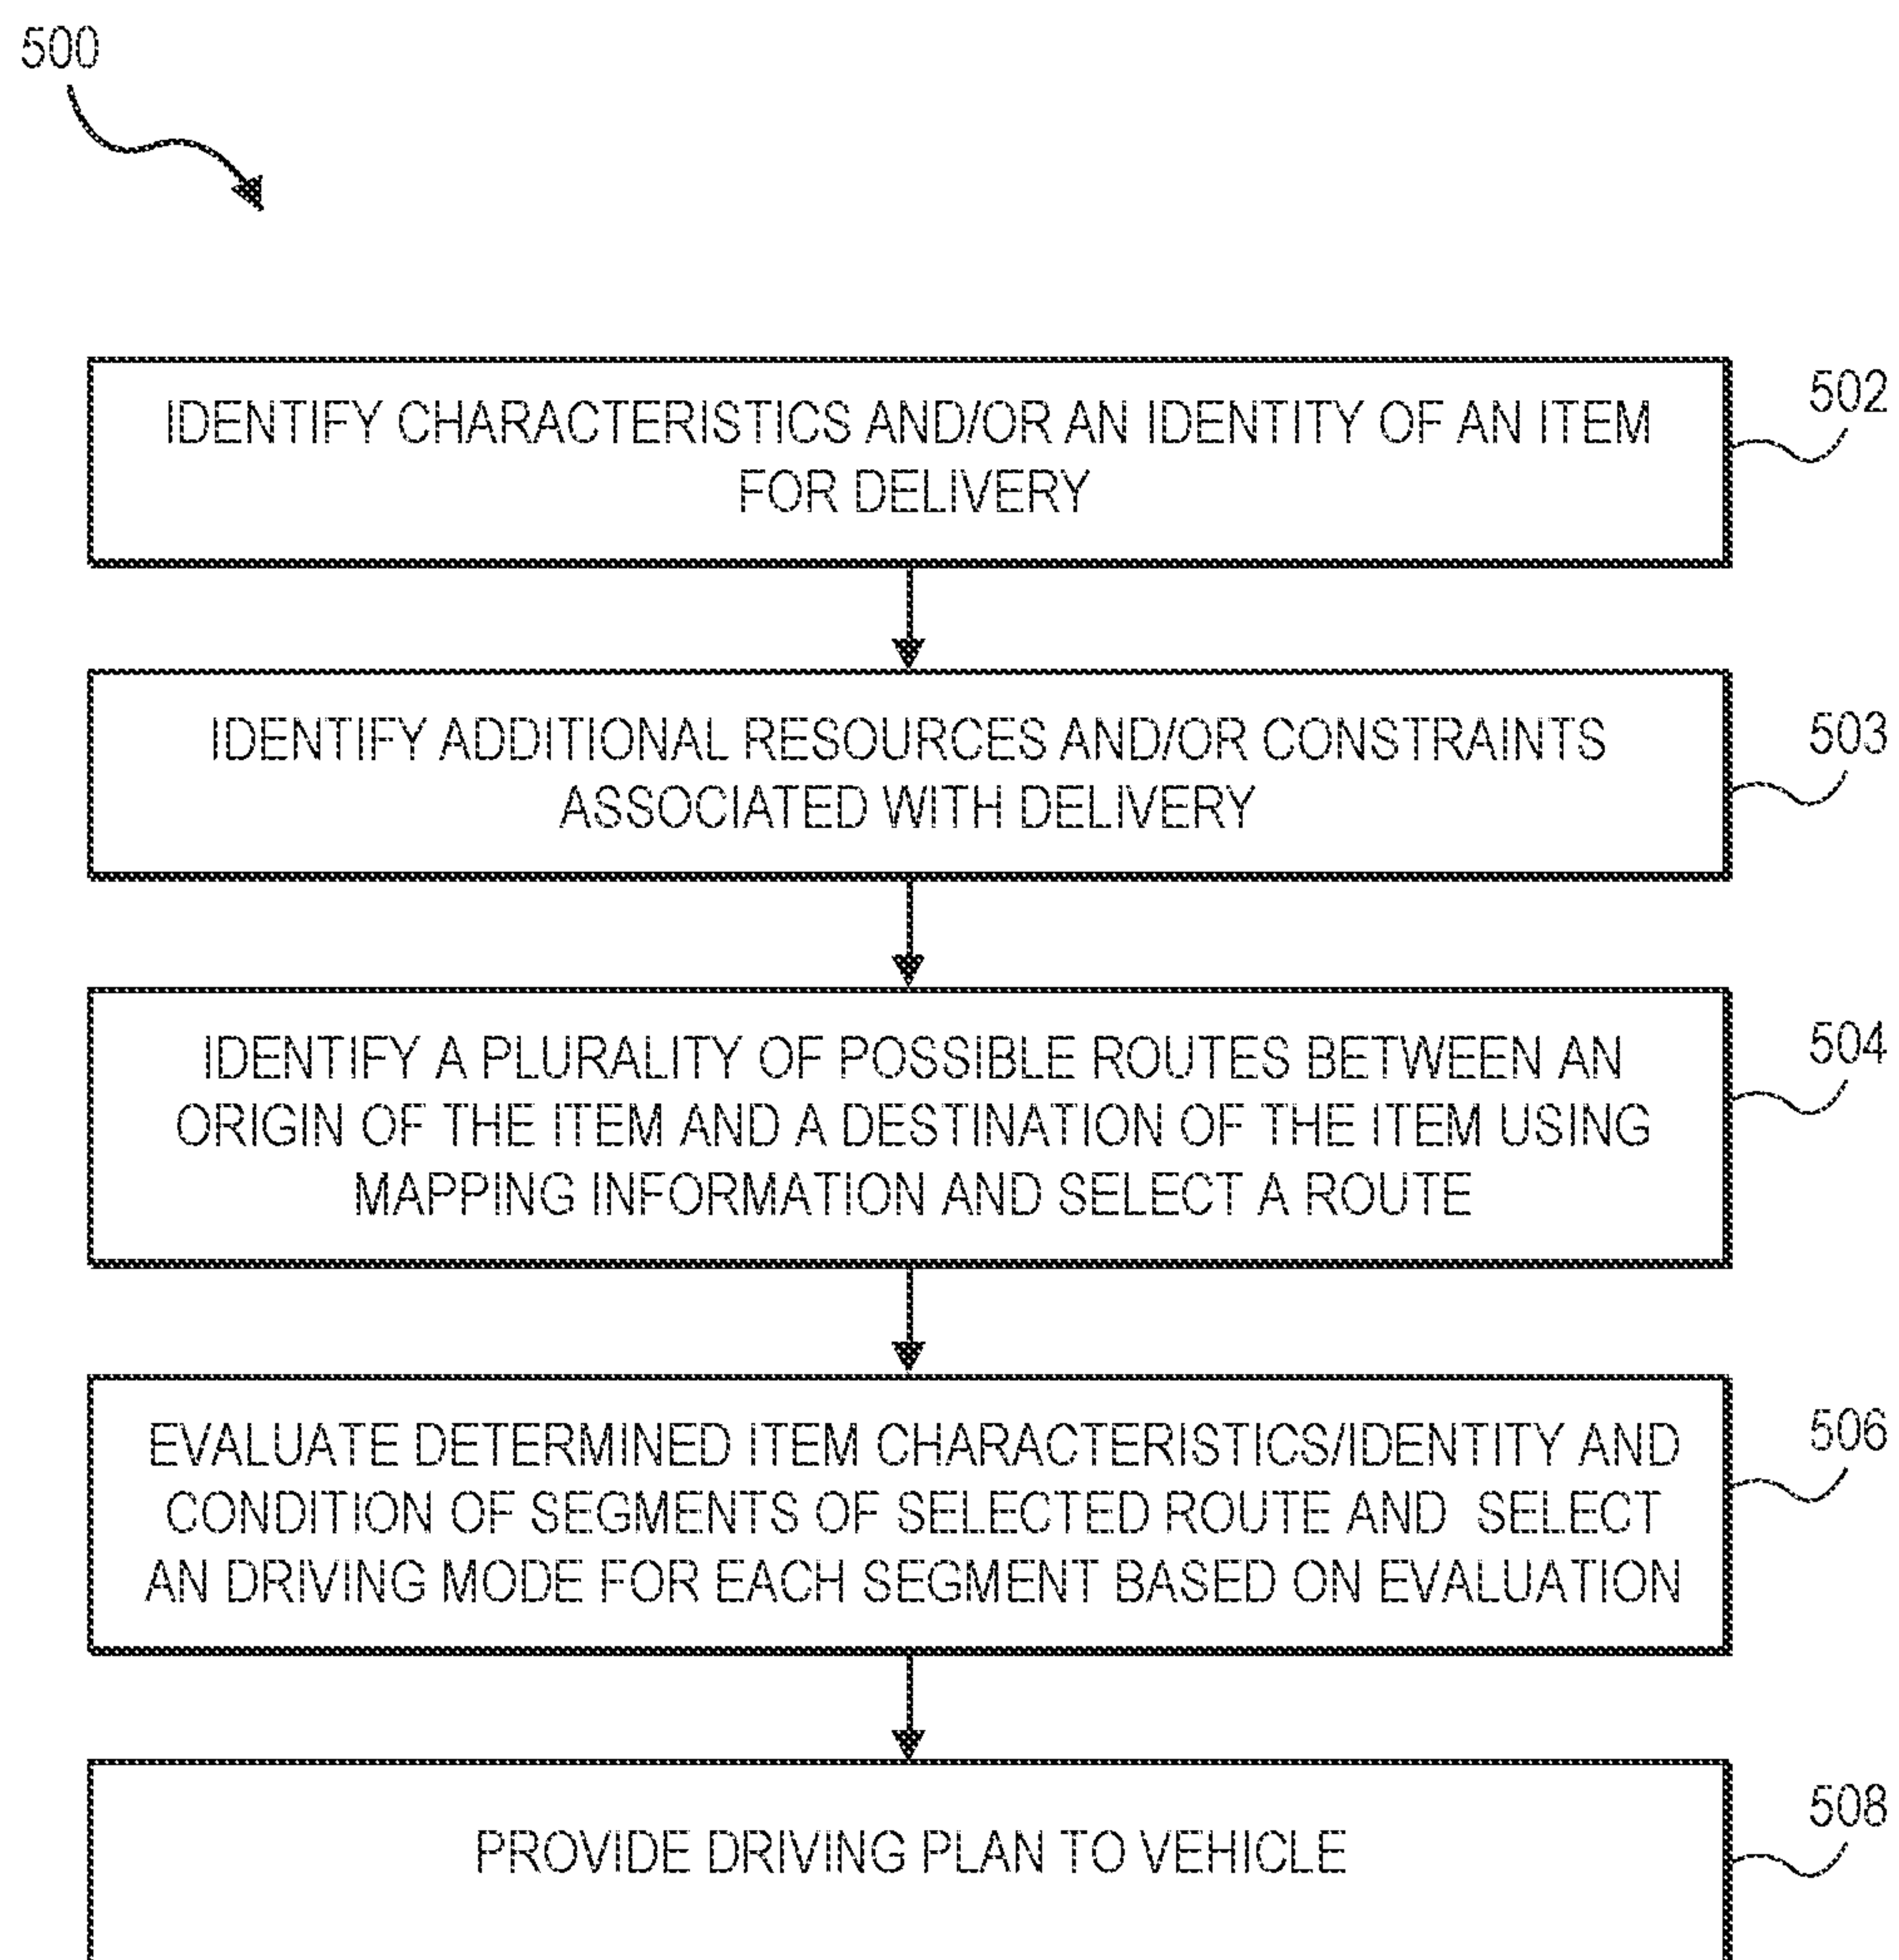 500
IDENTIFY CHARACTERISTICS AND/OR AN IDENTITY OF AN ITEM
FOR DELIVERY
502
IDENTIFY ADDITIONAL RESOURCES AND/OR CONSTRAINTS
ASSOCIATED WITH DELIVERY
503
IDENTIFY A PLURALITY OF POSSIBLE ROUTES BETWEEN AN
ORIGIN OF THE ITEM AND A DESTINATION OF THE ITEM USING
MAPPING INFORMATION AND SELECT A ROUTE
504
EVALUATE DETERMINED ITEM CHARACTERISTICS/IDENTITY AND
CONDITION OF SEGMENTS OF SELECTED ROUTE AND SELECT
AN DRIVING MODE FOR EACH SEGMENT BASED ON EVALUATION
506
PROVIDE DRIVING PLAN TO VEHICLE
508